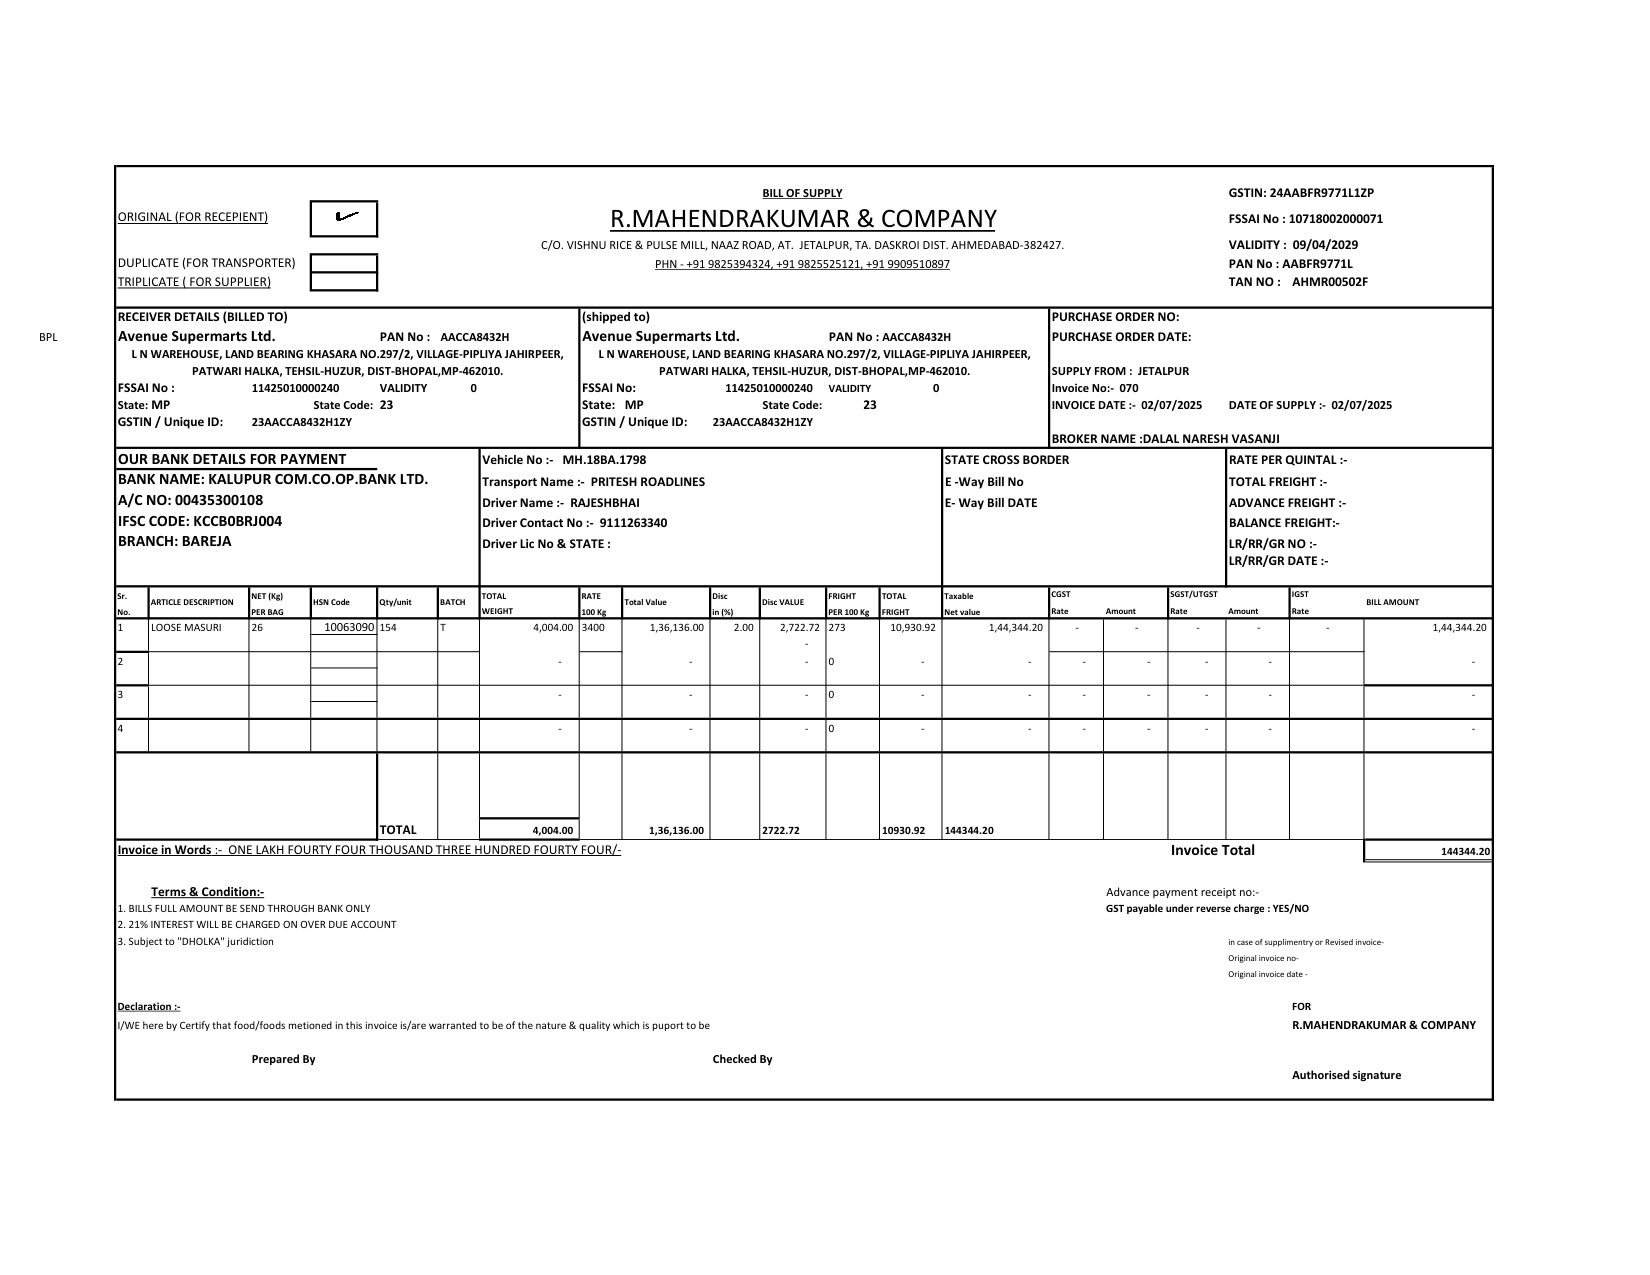 BILL OF SUPPLY
GSTIN: 24AABFR9771L1ZP
ORIGINAL (FOR RECEPIENT)
R.MAHENDRAKUMAR & COMPANY
FSSAI No : 10718002000071
C/O. VISHNU RICE & PULSE MILL, NAAZ ROAD, AT. JETALPUR, TA. DASKROI DIST. AHMEDABAD-382427.
VALIDITY : 09/04/2029
DUPLICATE (FOR TRANSPORTER)
PHN - +91 9825394324, +91 9825525121, +91 9909510897
PAN No : AABFR9771L
TRIPLICATE ( FOR SUPPLIER)
TAN NO : AHMR00502F
BPL
RECEIVER DETAILS (BILLED TO)
Avenue Supermarts Ltd. PAN No : AACCA8432H
L N WAREHOUSE, LAND BEARING KHASARA NO.297/2, VILLAGE-PIPLIYA JAHIRPEER,
PATWARI HALKA, TEHSIL-HUZUR, DIST-BHOPAL,MP-462010.
FSSAI No : 11425010000240 VALIDITY 0
State: MP State Code: 23
GSTIN / Unique ID: 23AACCA8432H1ZY
(shipped to)
Avenue Supermarts Ltd. PAN No : AACCA8432H
L N WAREHOUSE, LAND BEARING KHASARA NO.297/2, VILLAGE-PIPLIYA JAHIRPEER,
PATWARI HALKA, TEHSIL-HUZUR, DIST-BHOPAL,MP-462010.
FSSAI No: 11425010000240 VALIDITY 0
State: MP State Code: 23
GSTIN / Unique ID: 23AACCA8432H1ZY
PURCHASE ORDER NO:
PURCHASE ORDER DATE:
SUPPLY FROM : JETALPUR
Invoice No:- 070
INVOICE DATE :- 02/07/2025 DATE OF SUPPLY :- 02/07/2025
BROKER NAME :DALAL NARESH VASANJI
OUR BANK DETAILS FOR PAYMENT
BANK NAME: KALUPUR COM.CO.OP.BANK LTD.
A/C NO: 00435300108
IFSC CODE: KCCB0BRJ004
BRANCH: BAREJA
Vehicle No :- MH.18BA.1798
Transport Name :- PRITESH ROADLINES
Driver Name :- RAJESHBHAI
Driver Contact No :- 9111263340
Driver Lic No & STATE :
STATE CROSS BORDER
E -Way Bill No
E- Way Bill DATE
RATE PER QUINTAL :-
TOTAL FREIGHT :-
ADVANCE FREIGHT :-
BALANCE FREIGHT:-
LR/RR/GR NO :-
LR/RR/GR DATE :-
Sr. NET (Kg) TOTAL RATE Disc FRIGHT TOTAL Taxable CGST SGST/UTGST IGST
ARTICLE DESCRIPTION HSN Code Qty/unit BATCH Total Value Disc VALUE BILL AMOUNT
No. PER BAG WEIGHT 100 Kg in (%) PER 100 Kg FRIGHT Net value Rate Amount Rate Amount Rate
1 LOOSE MASURI 26 10063090 154 T 4,004.00 3400 1,36,136.00 2.00 2,722.72 273 10,930.92 1,44,344.20 - - - - - 1,44,344.20
-
2 - - - 0 - - - - - - -
3 - - - 0 - - - - - - -
4 - - - 0 - - - - - - -
TOTAL 4,004.00 1,36,136.00 2722.72 10930.92 144344.20
Invoice in Words :- ONE LAKH FOURTY FOUR THOUSAND THREE HUNDRED FOURTY FOUR/- Invoice Total 144344.20
Terms & Condition:-
1. BILLS FULL AMOUNT BE SEND THROUGH BANK ONLY
2. 21% INTEREST WILL BE CHARGED ON OVER DUE ACCOUNT
3. Subject to "DHOLKA" juridiction
Advance payment receipt no:-
GST payable under reverse charge : YES/NO
in case of supplimentry or Revised invoice-
Original invoice no-
Original invoice date -
Declaration :-
I/WE here by Certify that food/foods metioned in this invoice is/are warranted to be of the nature & quality which is puport to be
FOR
R.MAHENDRAKUMAR & COMPANY
Prepared By Checked By
Authorised signature